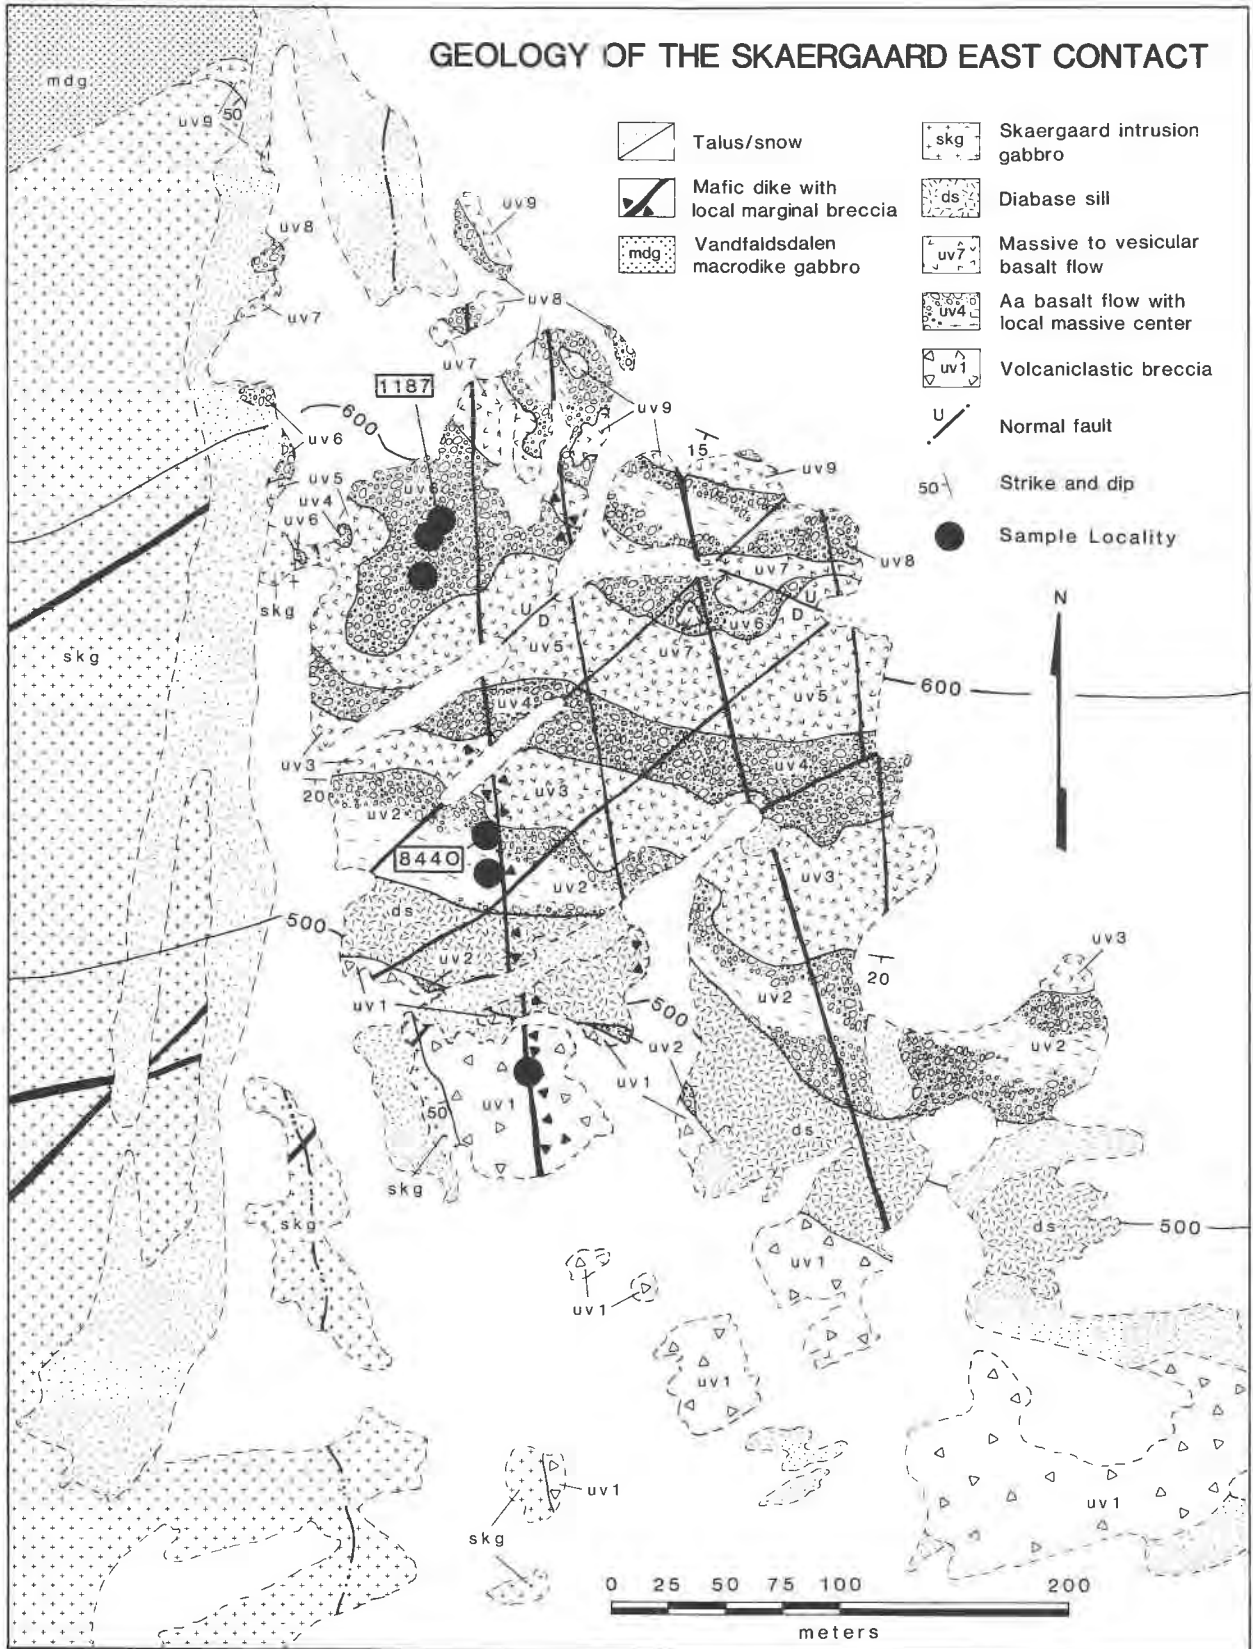 GEOLOGY OF THE SKAERGAARD EAST CONTACT
Talus/snow
Mafic dike with
local marginal breccia
mdg
Vandfaldsdalen
macrodike gabbro
skg
Skaergaard intrusion
gabbro
ds
Diabase sill
uv7
Massive to vesicular
basalt flow
uv4
Aa basalt flow with
local massive center
uv1
Volcaniclastic breccia
U
Normal fault
50
Strike and dip
Sample Locality
N
mdg
uv9
50
uv8
uv9
uv7
uv8
uv7
1187
600
uv9
uv6
15
uv9
uv5
uv4
uv6
uv8
uv7
skg
U
D
U
D
uv6
uv5
uv7
skg
uv5
600
uv4
uv3
uv4
20
uv3
uv2
8440
uv2
uv3
ds
500
uv2
uv3
20
uv1
uv2
500
uv2
uv2
uv1
50
uv1
ds
skg
skg
ds
500
uv1
uv1
uv1
uv1
uv1
skg
0 25 50 75 100 200
meters